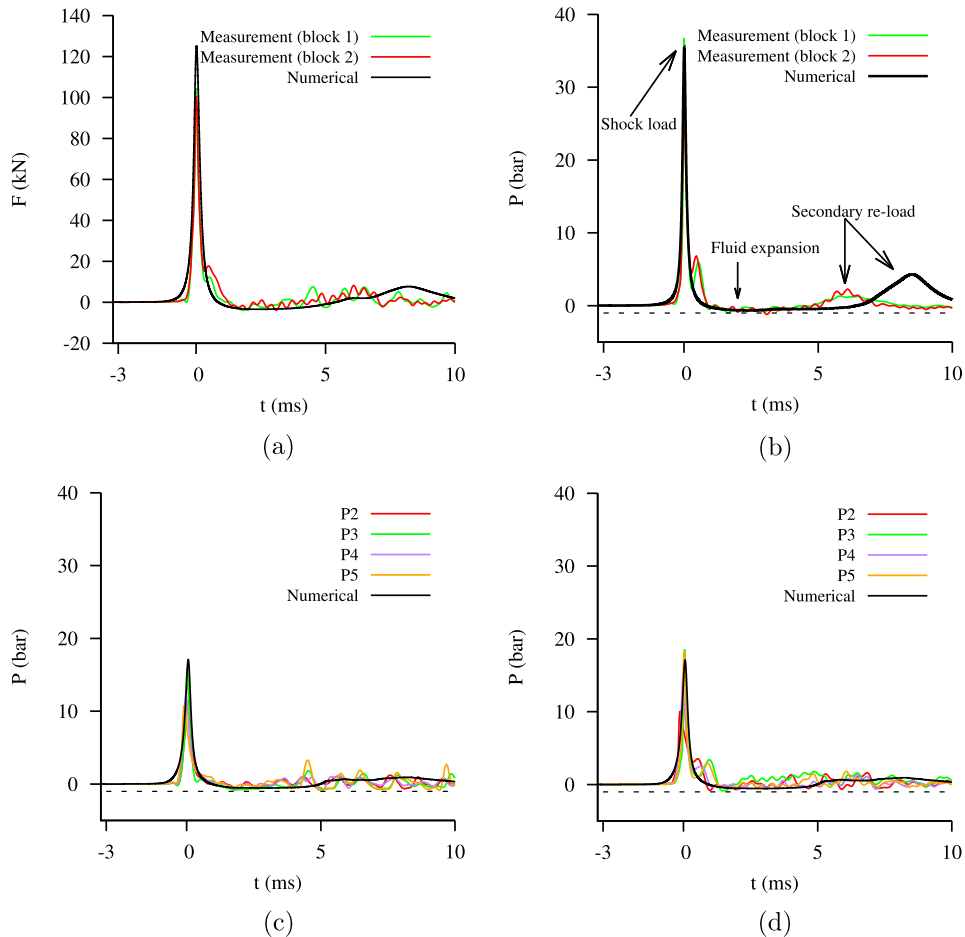 140
120
100
80
60
40
20
0
-20
F (kN)
Measurement (block 1)
Measurement (block 2)
Numerical
-3 0 5 10
t (ms)
(a)
40
30
20
10
0
P (bar)
Measurement (block 1)
Measurement (block 2)
Numerical
Shock load
Secondary re-load
Fluid expansion
-3 0 5 10
t (ms)
(b)
40
30
20
10
0
P (bar)
P2
P3
P4
P5
Numerical
-3 0 5 10
t (ms)
(c)
40
30
20
10
0
P (bar)
P2
P3
P4
P5
Numerical
-3 0 5 10
t (ms)
(d)